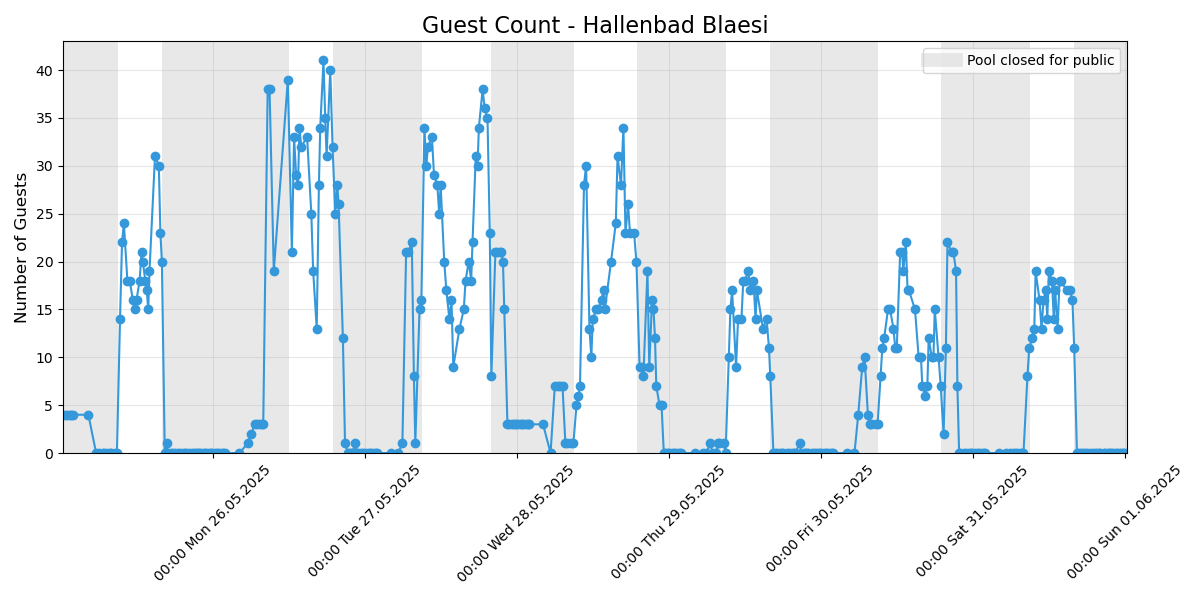 Guest Count - Hallenbad Blaesi
Pool closed for public
Number of Guests
40
35
30
25
20
15
10
5
0
00:00 Mon 26.05.2025
00:00 Tue 27.05.2025
00:00 Wed 28.05.2025
00:00 Thu 29.05.2025
00:00 Fri 30.05.2025
00:00 Sat 31.05.2025
00:00 Sun 01.06.2025